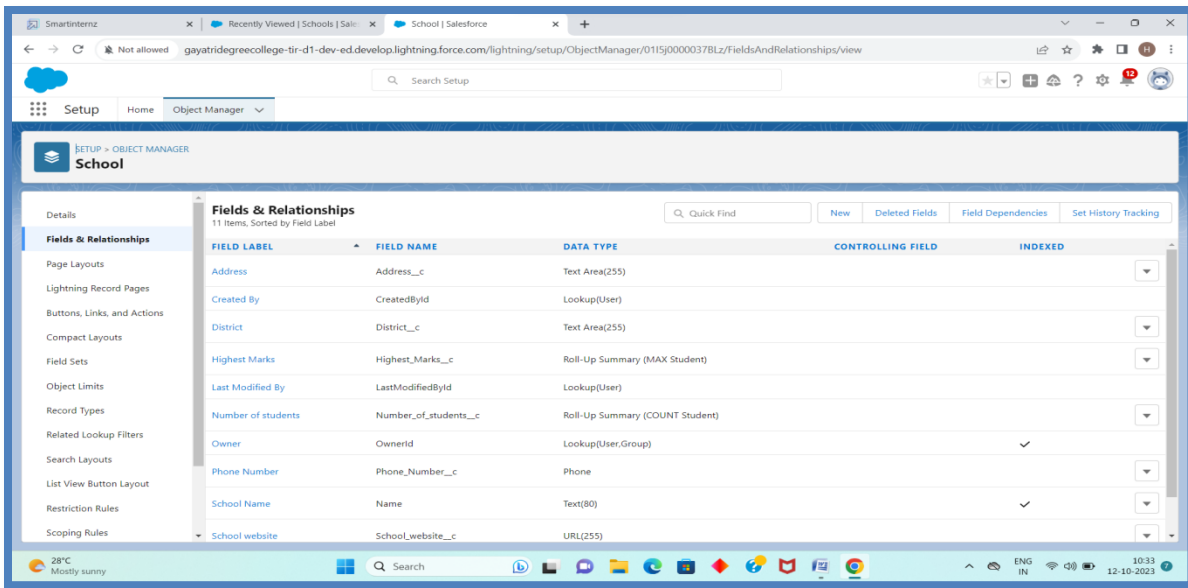 Smartinternz
Recently Viewed | Schools | Sale
School | Salesforce
Not allowed
gayatridegreecollege-tir-d1-dev-ed.develop.lightning.force.com/lightning/setup/ObjectManager/01I5j0000037BLz/FieldsAndRelationships/view
H
Search Setup
12
Setup Home Object Manager
SETUP > OBJECT MANAGER
School
Details
Fields & Relationships
Page Layouts
Lightning Record Pages
Buttons, Links, and Actions
Compact Layouts
Field Sets
Object Limits
Record Types
Related Lookup Filters
Search Layouts
List View Button Layout
Restriction Rules
Scoping Rules
Fields & Relationships
11 Items, Sorted by Field Label
Quick Find New Deleted Fields Field Dependencies Set History Tracking
FIELD LABEL FIELD NAME DATA TYPE CONTROLLING FIELD INDEXED
Address Address__c Text Area(255)
Created By CreatedById Lookup(User)
District District__c Text Area(255)
Highest Marks Highest_Marks__c Roll-Up Summary (MAX Student)
Last Modified By LastModifiedById Lookup(User)
Number of students Number_of_students__c Roll-Up Summary (COUNT Student)
Owner OwnerId Lookup(User,Group)
Phone Number Phone_Number__c Phone
School Name Name Text(80)
School website School_website__c URL(255)
28°C
Mostly sunny
Search
ENG
IN
10:33
12-10-2023